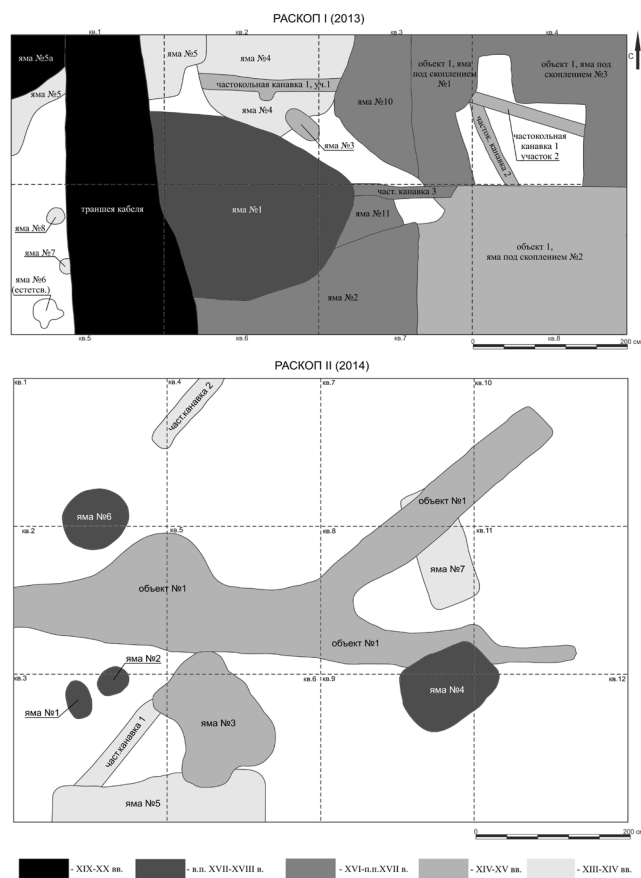 РАСКОП I (2013)
кв.1
кв.2
кв.3
кв.4
С
яма №5а
яма №5
яма №4
объект 1, яма
под скоплением
№1
объект 1, яма
под скоплением
№3
яма №5
частокольная канавка 1, уч.1
яма №4
яма №10
яма №3
часток. канавка 2
частокольная
канавка 1
участок 2
част. канавка 3
траншея кабеля
яма №1
яма №11
яма №8
яма №7
яма №6
(естетсв.)
объект 1,
яма под скоплением №2
яма №2
кв.5
кв.6
кв.7
кв.8
0
200 см
РАСКОП II (2014)
кв.1
кв.4
кв.7
кв.10
част.канавка 2
объект №1
яма №6
кв.2
кв.5
кв.8
кв.11
яма №7
объект №1
объект №1
яма №2
кв.3
кв.6
кв.9
кв.12
яма №4
яма №1
част.канавка 1
яма №3
яма №5
0
200 см
- XIX-XX вв.
- в.п. XVII-XVIII в.
- XVI-п.п.XVII в.
- XIV-XV вв.
- XIII-XIV вв.